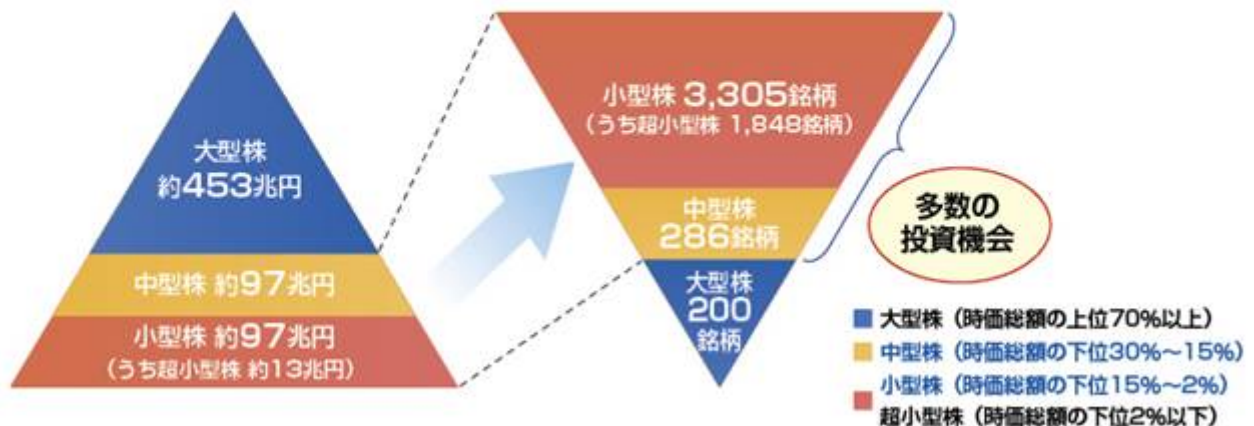 大型株
約453兆円
中型株 約97兆円
小型株 約97兆円
(うち超小型株 約13兆円)
小型株 3,305銘柄
(うち超小型株 1,848銘柄)
中型株
286銘柄
大型株
200
銘柄
多数の
投資機会
大型株(時価総額の上位70%以上)
中型株(時価総額の下位30%~15%)
小型株(時価総額の下位15%~2%)
超小型株(時価総額の下位2%以下)